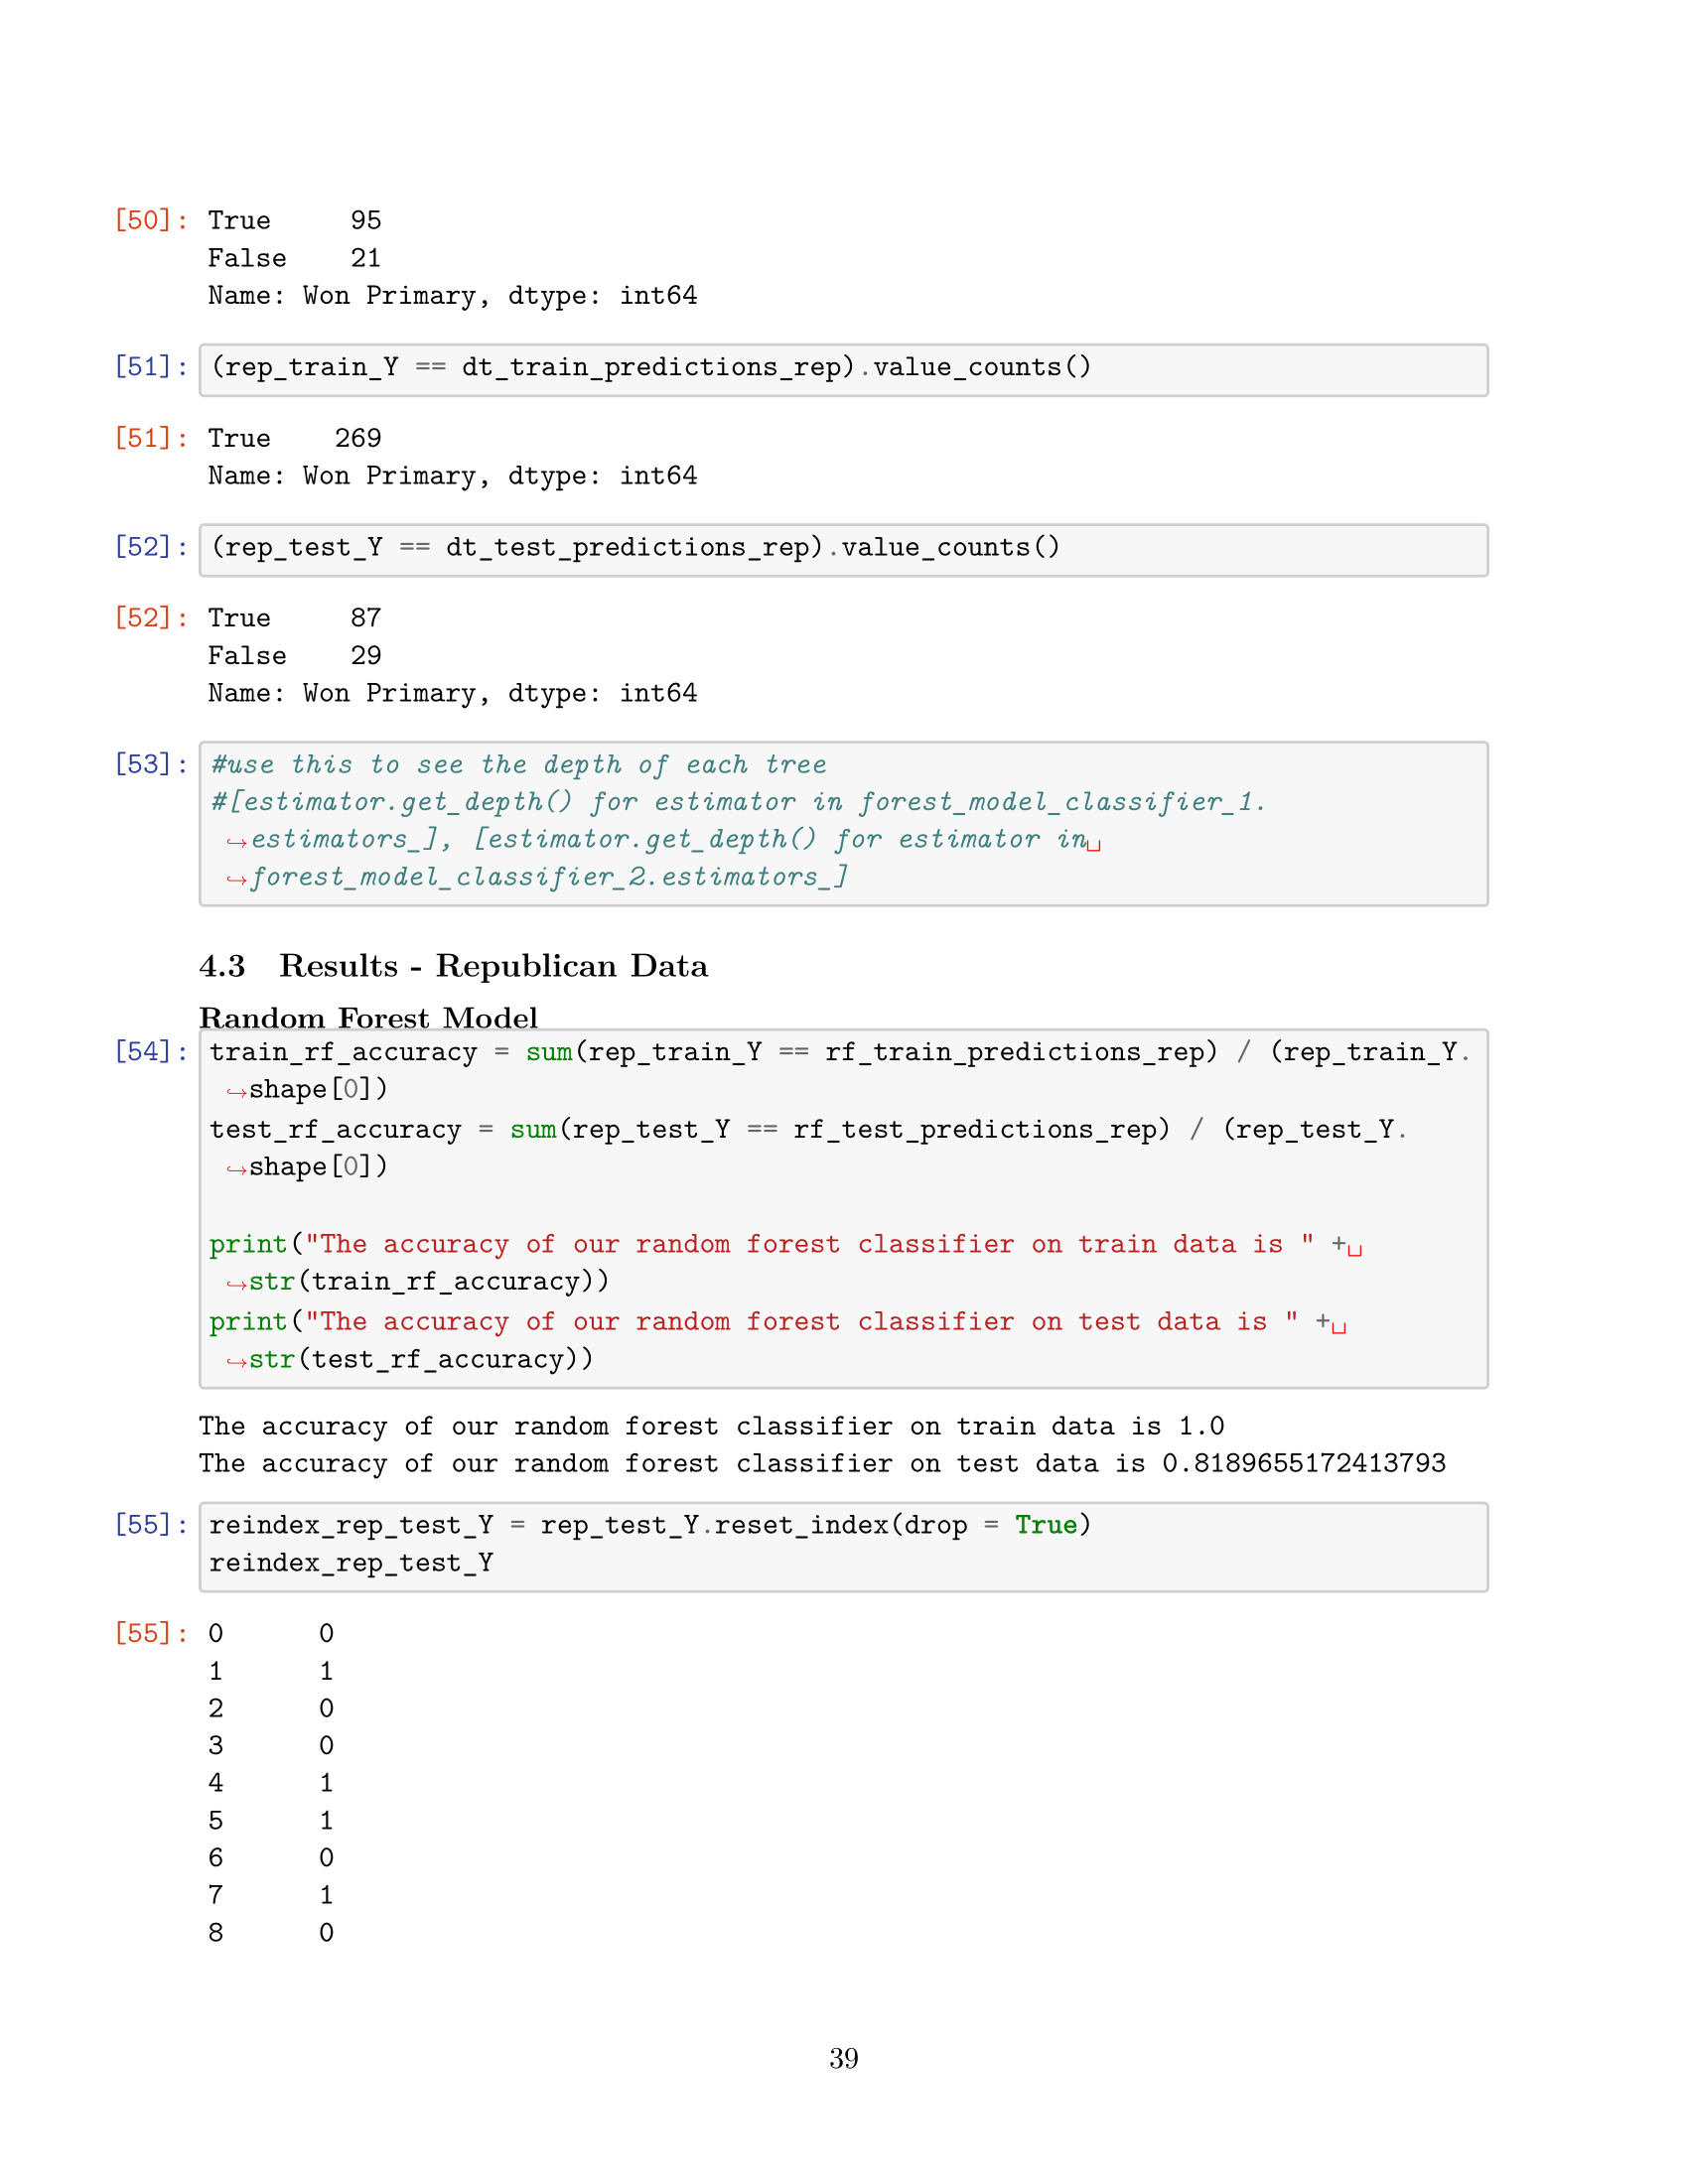 [50]: True     95
False    21
Name: Won Primary, dtype: int64
[51]: (rep_train_Y == dt_train_predictions_rep).value_counts()
[51]: True    269
Name: Won Primary, dtype: int64
[52]: (rep_test_Y == dt_test_predictions_rep).value_counts()
[52]: True     87
False    29
Name: Won Primary, dtype: int64
[53]: #use this to see the depth of each tree
#[estimator.get_depth() for estimator in forest_model_classifier_1.
↪estimators_], [estimator.get_depth() for estimator in␣
↪forest_model_classifier_2.estimators_]
4.3 Results - Republican Data
Random Forest Model
[54]: train_rf_accuracy = sum(rep_train_Y == rf_train_predictions_rep) / (rep_train_Y.
↪shape[0])
test_rf_accuracy = sum(rep_test_Y == rf_test_predictions_rep) / (rep_test_Y.
↪shape[0])
print("The accuracy of our random forest classifier on train data is " +␣
↪str(train_rf_accuracy))
print("The accuracy of our random forest classifier on test data is " +␣
↪str(test_rf_accuracy))
The accuracy of our random forest classifier on train data is 1.0
The accuracy of our random forest classifier on test data is 0.8189655172413793
[55]: reindex_rep_test_Y = rep_test_Y.reset_index(drop = True)
reindex_rep_test_Y
[55]: 0      0
1      1
2      0
3      0
4      1
5      1
6      0
7      1
8      0
39